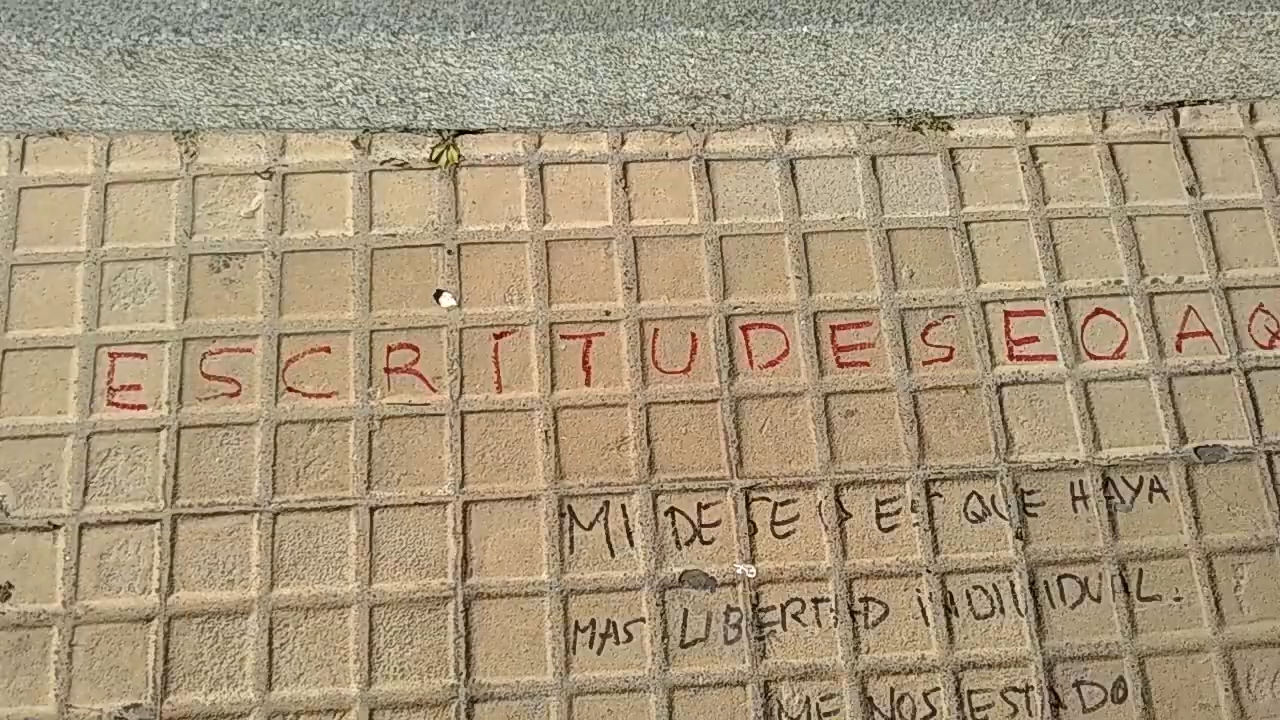 ESCRITUDESEOAQ
MI DESEO ES QUE HAYA
MAS LIBERTAD INDIVIDUAL.
MENOS ESTADO